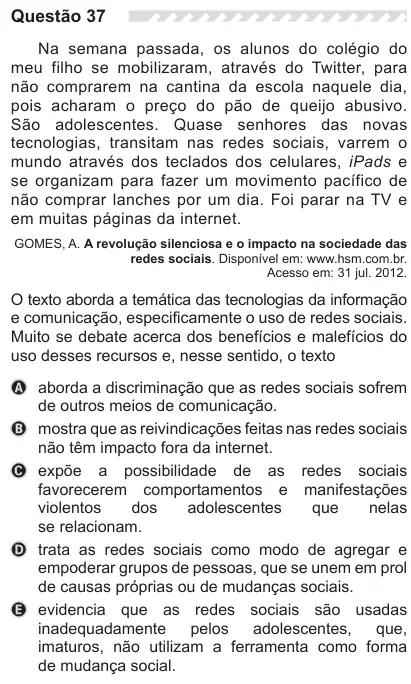 Questão 37
Na semana passada, os alunos do colégio do
meu filho se mobilizaram, através do Twitter, para
não comprarem na cantina da escola naquele dia,
pois acharam o preço do pão de queijo abusivo.
São adolescentes. Quase senhores das novas
tecnologias, transitam nas redes sociais, varrem o
mundo através dos teclados dos celulares, iPads e
se organizam para fazer um movimento pacífico de
não comprar lanches por um dia. Foi parar na TV e
em muitas páginas da internet.
GOMES, A. A revolução silenciosa e o impacto na sociedade das
redes sociais. Disponível em: www.hsm.com.br.
Acesso em: 31 jul. 2012.
O texto aborda a temática das tecnologias da informação
e comunicação, especificamente o uso de redes sociais.
Muito se debate acerca dos benefícios e malefícios do
uso desses recursos e, nesse sentido, o texto
A aborda a discriminação que as redes sociais sofrem
de outros meios de comunicação.
B mostra que as reivindicações feitas nas redes sociais
não têm impacto fora da internet.
C expõe a possibilidade de as redes sociais
favorecerem comportamentos e manifestações
violentos dos adolescentes que nelas
se relacionam.
D trata as redes sociais como modo de agregar e
empoderar grupos de pessoas, que se unem em prol
de causas próprias ou de mudanças sociais.
E evidencia que as redes sociais são usadas
inadequadamente pelos adolescentes, que,
imaturos, não utilizam a ferramenta como forma
de mudança social.